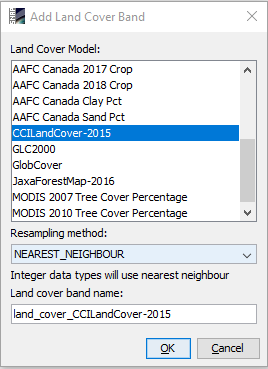 Add Land Cover Band
Land Cover Model:
AAFC Canada 2017 Crop
AAFC Canada 2018 Crop
AAFC Canada Clay Pct
AAFC Canada Sand Pct
CCILandCover-2015
GLC2000
GlobCover
JaxaForestMap-2016
MODIS 2007 Tree Cover Percentage
MODIS 2010 Tree Cover Percentage
Resampling method:
NEAREST_NEIGHBOUR
Integer data types will use nearest neighbour
Land cover band name:
land_cover_CCILandCover-2015
OK Cancel